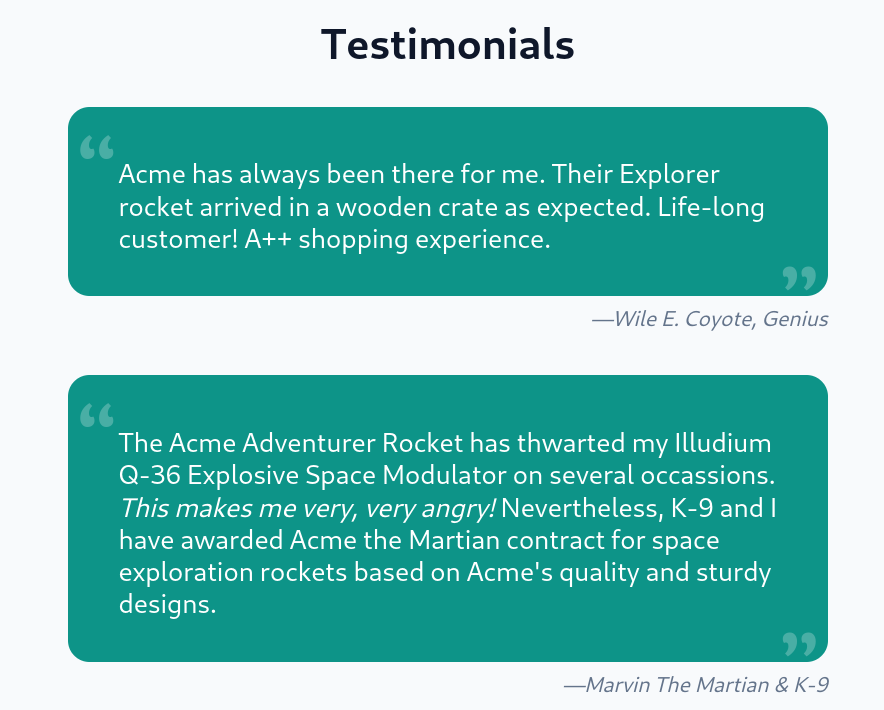 Testimonials
“
Acme has always been there for me. Their Explorer
rocket arrived in a wooden crate as expected. Life-long
customer! A++ shopping experience.
”
—Wile E. Coyote, Genius
“
The Acme Adventurer Rocket has thwarted my Illudium
Q-36 Explosive Space Modulator on several occassions.
This makes me very, very angry! Nevertheless, K-9 and I
have awarded Acme the Martian contract for space
exploration rockets based on Acme's quality and sturdy
designs.
”
—Marvin The Martian & K-9